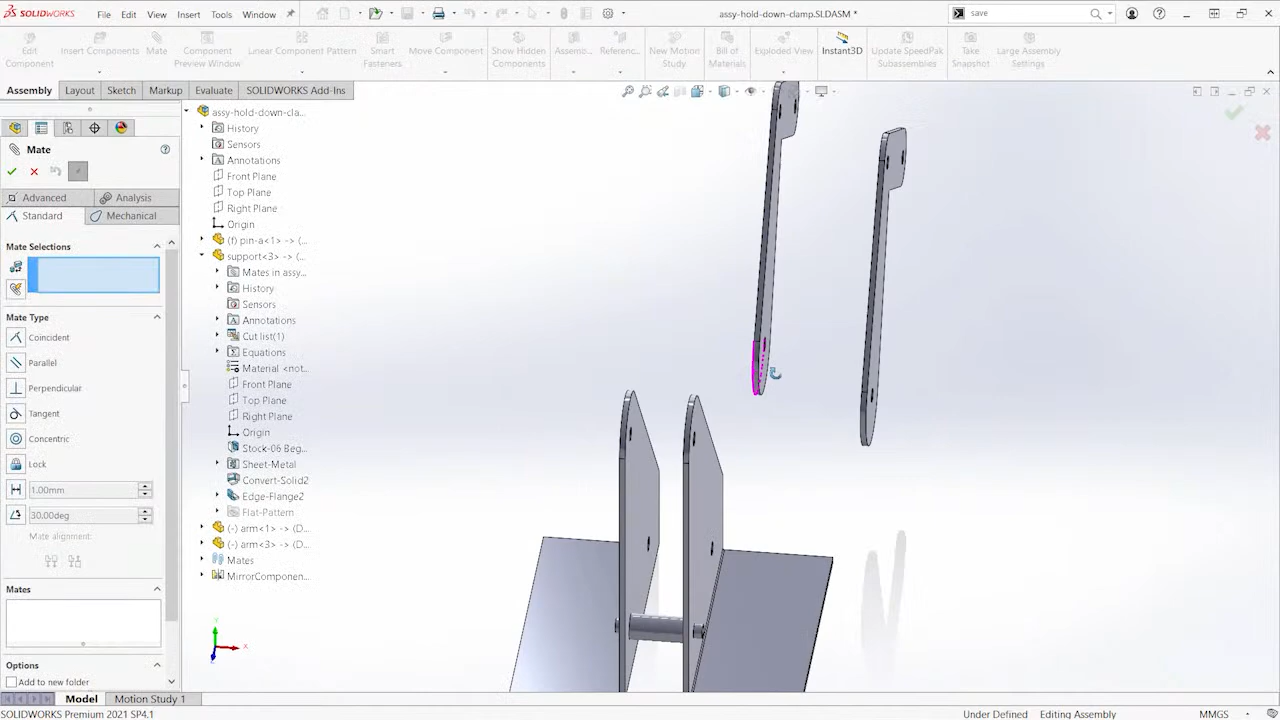 SOLIDWORKS File Edit View Insert Tools Window assy-hold-down-clamp.SLDASM * save
Edit Component Insert Components Mate Component Preview Window Linear Component Pattern Smart Fasteners Move Component Show Hidden Components Assemb... Referenc... New Motion Study Bill of Materials Exploded View Instant3D Update SpeedPak Subassemblies Take Snapshot Large Assembly Settings
Assembly Layout Sketch Markup Evaluate SOLIDWORKS Add-Ins
assy-hold-down-cla...
History
Sensors
Annotations
Front Plane
Top Plane
Right Plane
Origin
(f) pin-a<1> -> (...
support<3> -> (...
Mates in assy...
History
Sensors
Annotations
Cut list(1)
Equations
Material <not...
Front Plane
Top Plane
Right Plane
Origin
Stock-06 Beg...
Sheet-Metal
Convert-Solid2
Edge-Flange2
Flat-Pattern
(-) arm<1> -> (D...
(-) arm<3> -> (D...
Mates
MirrorComponen...
Mate
Advanced Analysis
Standard Mechanical
Mate Selections
Mate Type
Coincident
Parallel
Perpendicular
Tangent
Concentric
Lock
1.00mm
30.00deg
Mate alignment:
Mates
Options
Add to new folder
Y
X
Z
Model Motion Study 1
SOLIDWORKS Premium 2021 SP4.1 Under Defined Editing Assembly MMGS